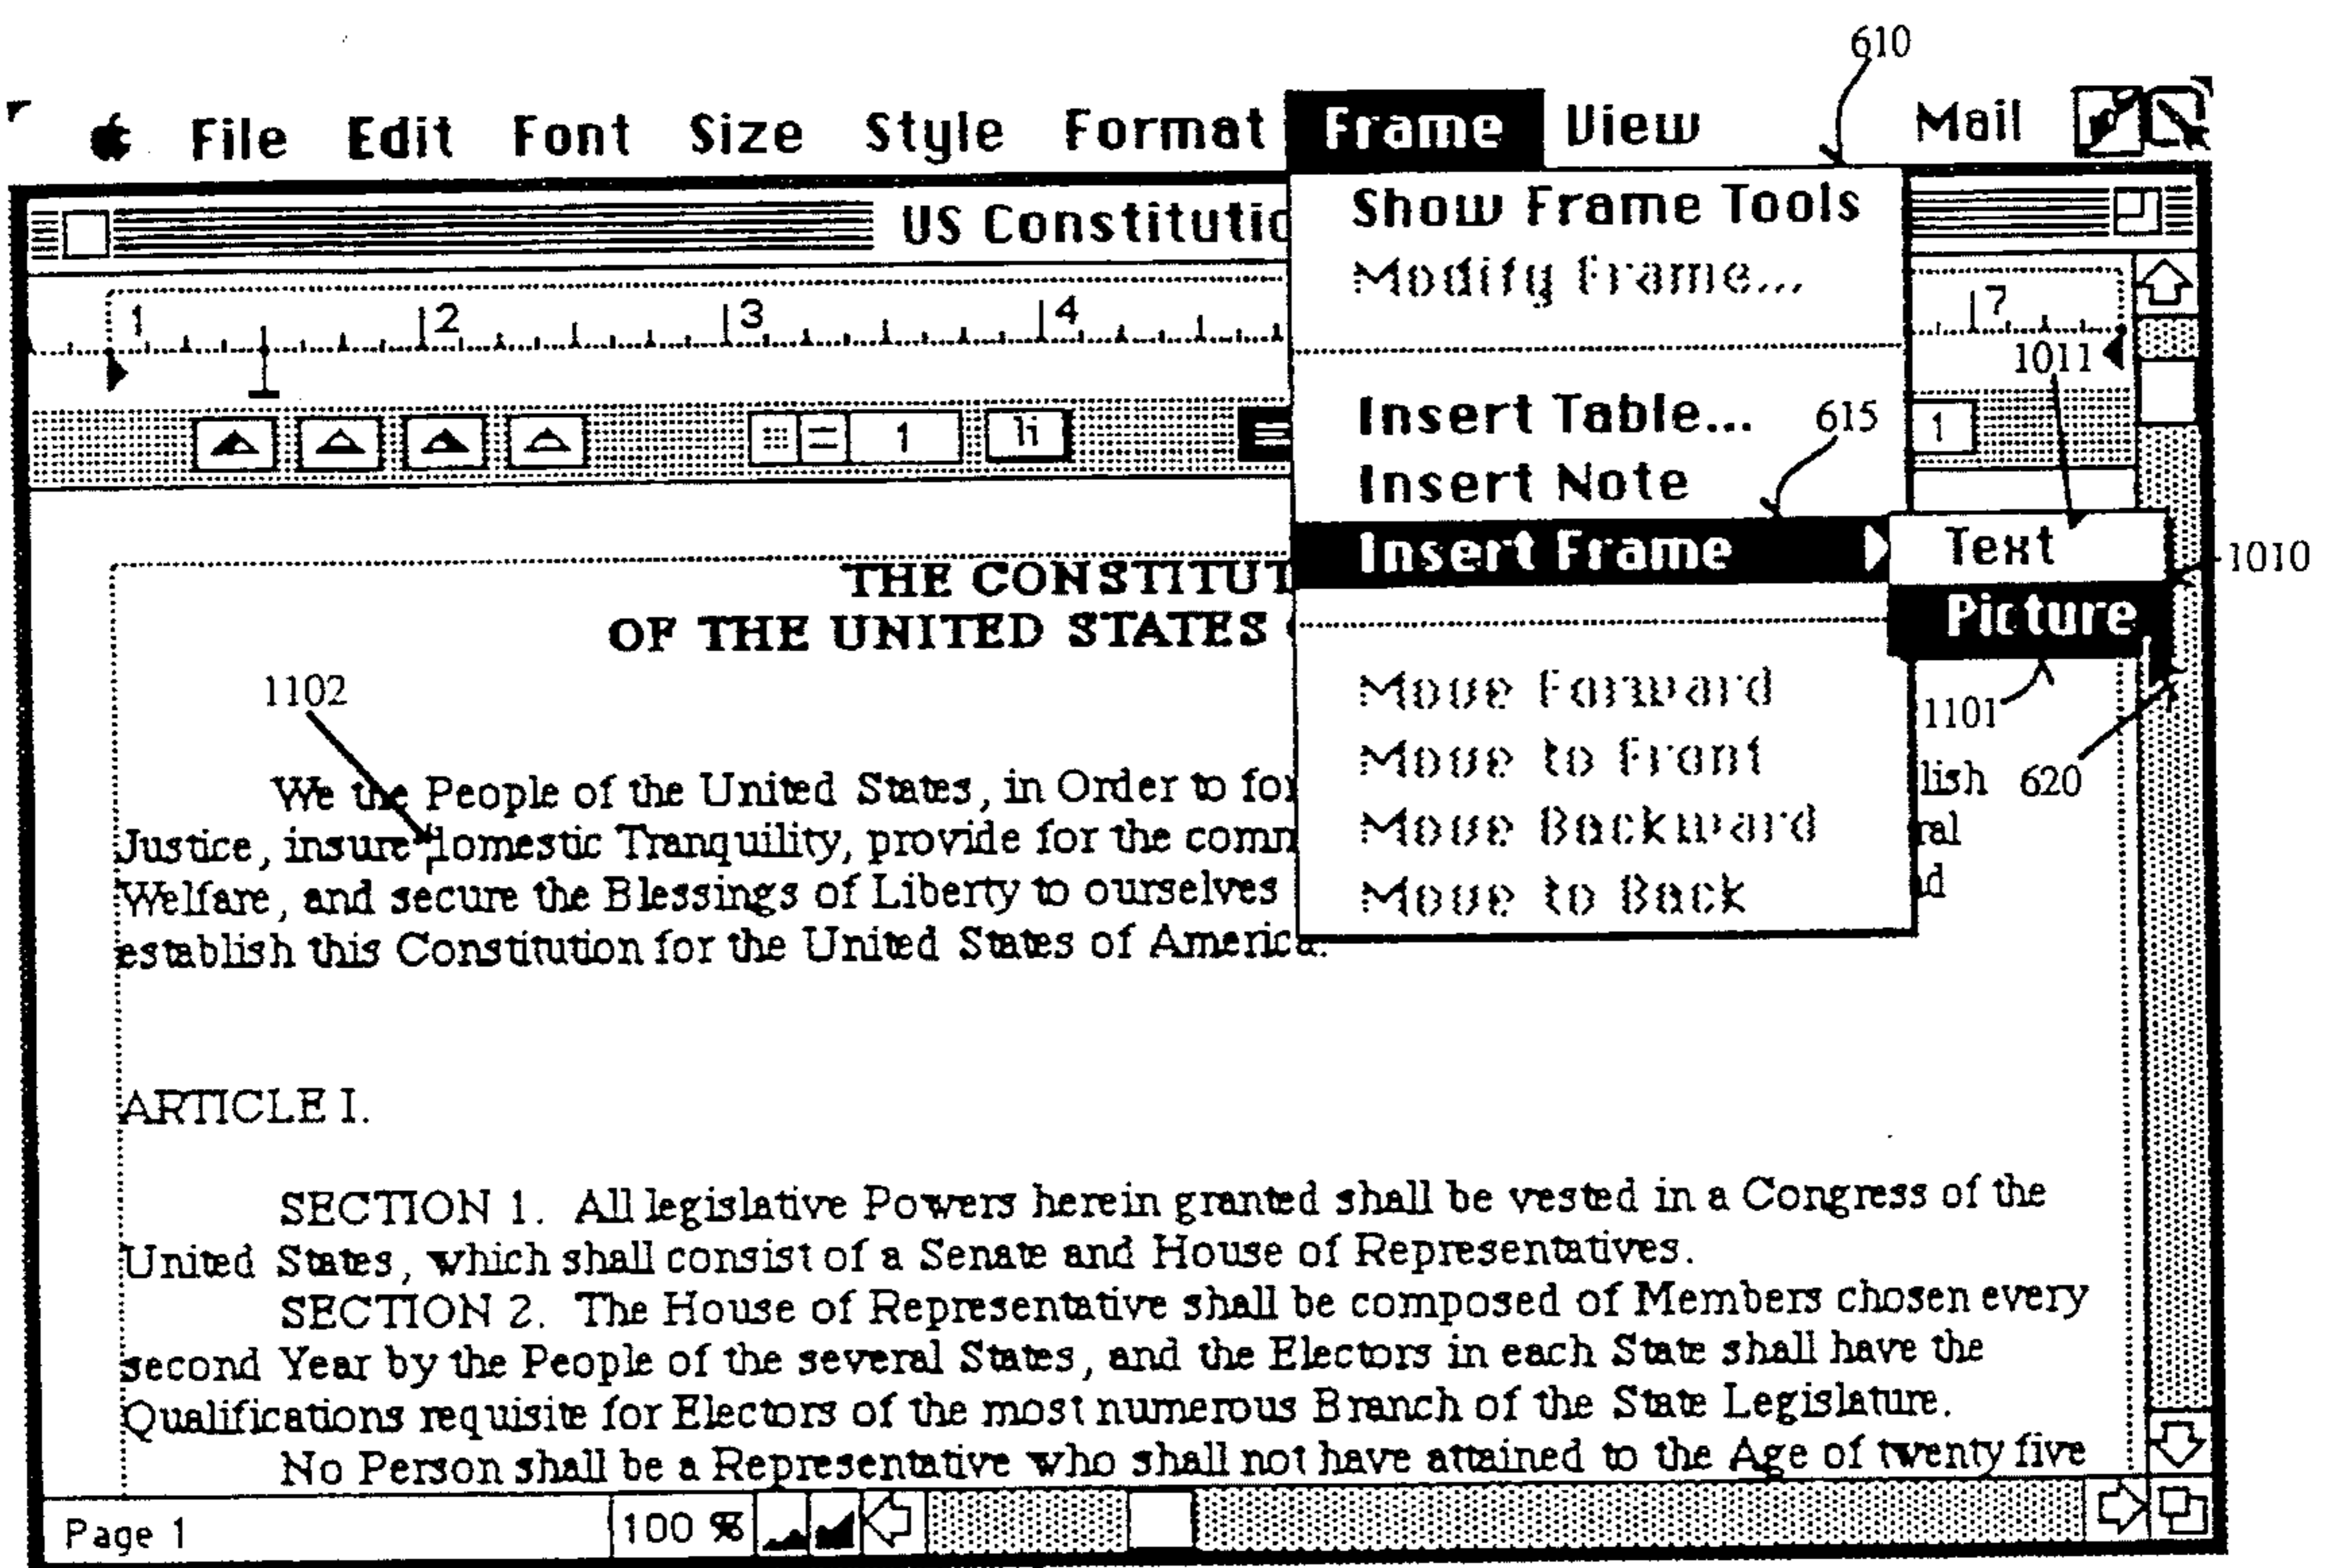 610
File Edit Font Size Style Format Frame View Mail
US Constitutio
Show Frame Tools
Modify Frame...
1 2 3 4 7
1011
Insert Table... 615
1 li 1
Insert Note
Insert Frame Text 1010
Picture
THE CONSTITUT
OF THE UNITED STATES
1102
Move Forward 1101
Move to Front
We the People of the United States, in Order to for lish 620
Move Backward
Justice, insure domestic Tranquility, provide for the comm ral
Move to Back
Welfare, and secure the Blessings of Liberty to ourselves nd
establish this Constitution for the United States of America.
ARTICLE I.
SECTION 1. All legislative Powers herein granted shall be vested in a Congress of the
United States, which shall consist of a Senate and House of Representatives.
SECTION 2. The House of Representative shall be composed of Members chosen every
second Year by the People of the several States, and the Electors in each State shall have the
Qualifications requisite for Electors of the most numerous Branch of the State Legislature.
No Person shall be a Representative who shall not have attained to the Age of twenty five
Page 1 100 %